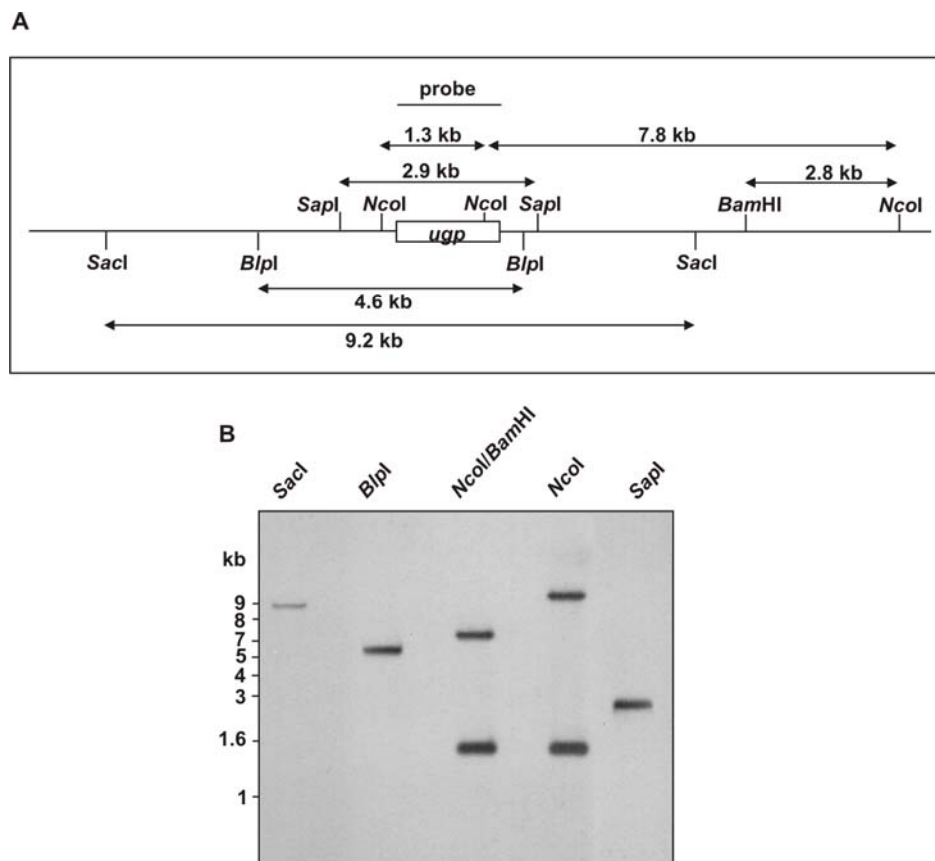 A
probe
1.3 kb
7.8 kb
2.9 kb
2.8 kb
SapI NcoI NcoI SapI BamHI NcoI
ugp
SacI BlpI BlpI SacI
4.6 kb
9.2 kb
B
SacI BlpI NcoI/BamHI NcoI SapI
kb
9
8
7
5
4
3
1.6
1